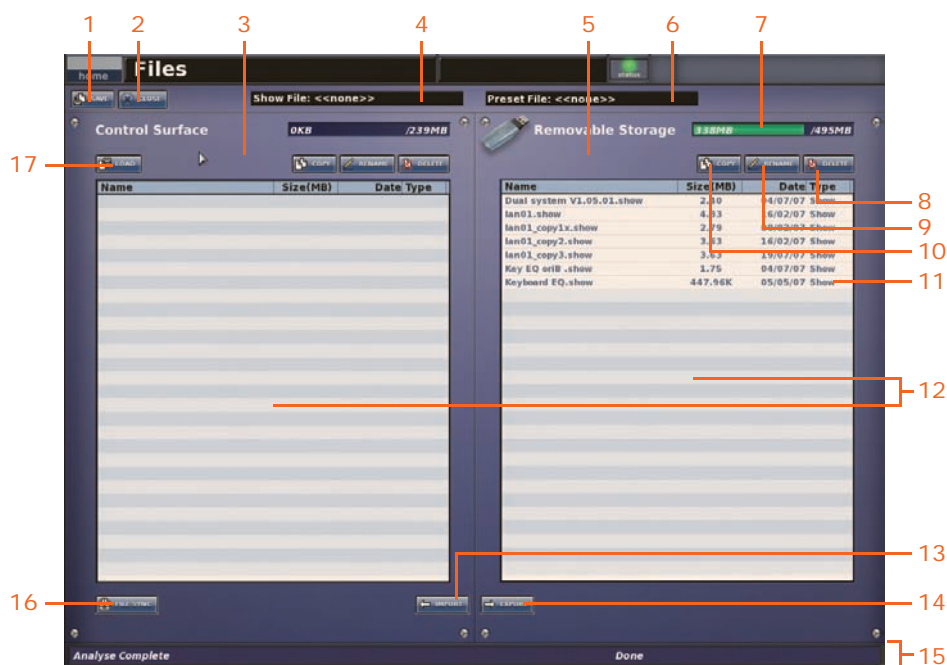 1 2 3 4 5 6 7
home Files status
SAVE CLOSE Show File: <<none>> Preset File: <<none>>
Control Surface 0KB /239MB Removable Storage 338MB /495MB
17 LOAD COPY RENAME DELETE COPY RENAME DELETE
Name Size(MB) Date Type Name Size(MB) Date Type
Dual system V1.05.01.show 04/07/07 Show 8
lan01.show 16/02/07 Show
lan01_copy1x.show Show 9
lan01_copy2.show 16/02/07 Show
10
lan01_copy3.show 19/07/07 Show
Key EQ oriB .show 1.75 04/07/07 Show
Keyboard EQ.show 447.96K 05/05/07 Show 11
12
13
16 FILE SYNC IMPORT EXPORT 14
Analyse Complete Done 15